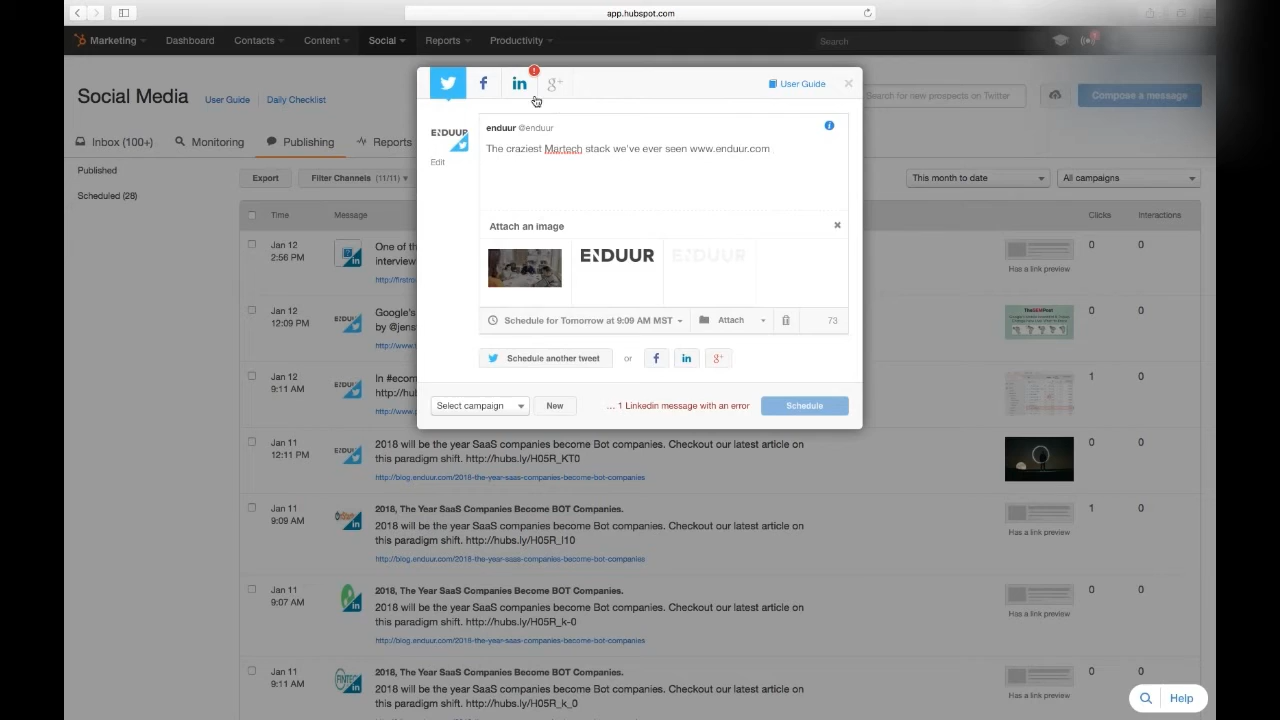 app.hubspot.com
Marketing Dashboard Contacts Content Social Reports Productivity Search 1
Social Media User Guide Daily Checklist
Search for new prospects on Twitter Compose a message
Inbox (100+) Monitoring Publishing Reports
Published
Scheduled (28)
Export Filter Channels (11/11) This month to date All campaigns
Time Message Clicks Interactions
f in ! g+ User Guide
ENDUUR
Edit
enduur @enduur
The craziest Martech stack we've ever seen www.enduur.com
Attach an image
ENDUUR ENDUUR
Schedule for Tomorrow at 9:09 AM MST Attach 73
Schedule another tweet or f in g+
Select campaign New ... 1 Linkedin message with an error Schedule
Jan 12
2:56 PM
One of th
interview
http://firstro
0 0
Has a link preview
Jan 12
12:09 PM
Google's
by @jens
http://www.
0 0
Jan 12
9:11 AM
In #ecom
http://hu
http://www.p
1 0
Jan 11
12:11 PM
2018 will be the year SaaS companies become Bot companies. Checkout our latest article on
this paradigm shift. http://hubs.ly/H05R_KT0
http://blog.enduur.com/2018-the-year-saas-companies-become-bot-companies
0 0
Jan 11
9:09 AM
2018, The Year SaaS Companies Become BOT Companies.
2018 will be the year SaaS companies become Bot companies. Checkout our latest article on
this paradigm shift. http://hubs.ly/H05R_l10
http://blog.enduur.com/2018-the-year-saas-companies-become-bot-companies
1 0
Has a link preview
Jan 11
9:07 AM
2018, The Year SaaS Companies Become BOT Companies.
2018 will be the year SaaS companies become Bot companies. Checkout our latest article on
this paradigm shift. http://hubs.ly/H05R_k-0
http://blog.enduur.com/2018-the-year-saas-companies-become-bot-companies
0 0
Has a link preview
Jan 11
9:11 AM
2018, The Year SaaS Companies Become BOT Companies.
2018 will be the year SaaS companies become Bot companies. Checkout our latest article on
this paradigm shift. http://hubs.ly/H05R_k_0
0 0
Has a link preview
Help